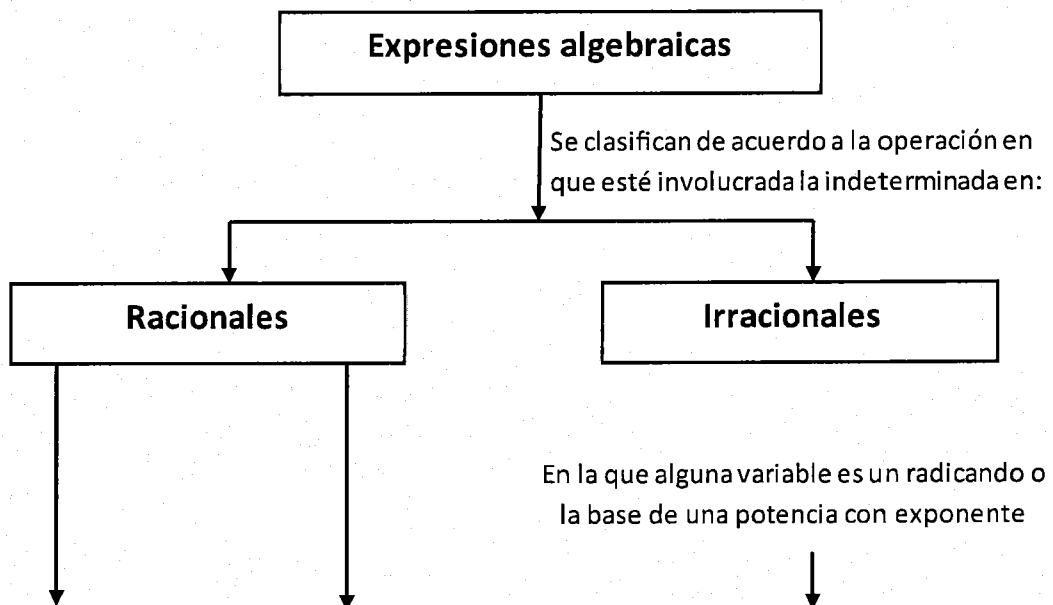 Expresiones algebraicas
Se clasifican de acuerdo a la operación en
que esté involucrada la indeterminada en:
Racionales
Irracionales
En la que alguna variable es un radicando o
la base de una potencia con exponente